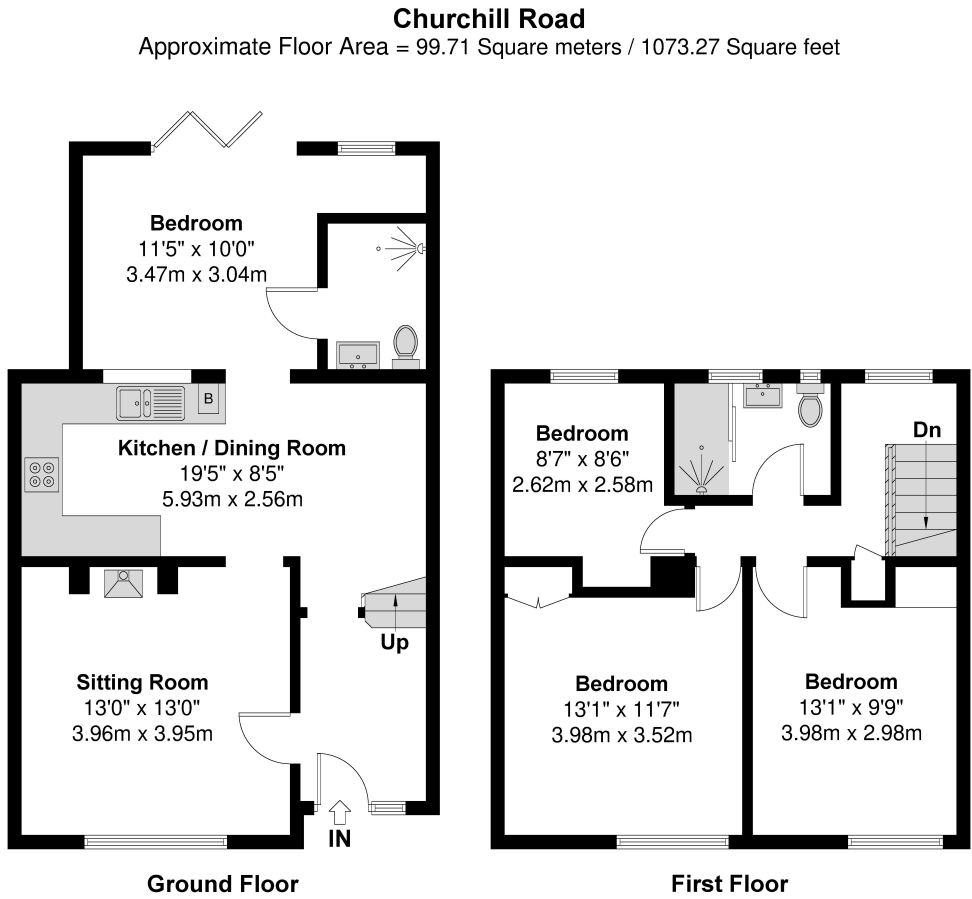 Churchill Road
Approximate Floor Area = 99.71 Square meters / 1073.27 Square feet
Bedroom
11'5" x 10'0"
3.47m x 3.04m
B
Kitchen / Dining Room
19'5" x 8'5"
5.93m x 2.56m
Up
Sitting Room
13'0" x 13'0"
3.96m x 3.95m
IN
Ground Floor
Bedroom
8'7" x 8'6"
2.62m x 2.58m
Dn
Bedroom
13'1" x 11'7"
3.98m x 3.52m
Bedroom
13'1" x 9'9"
3.98m x 2.98m
First Floor